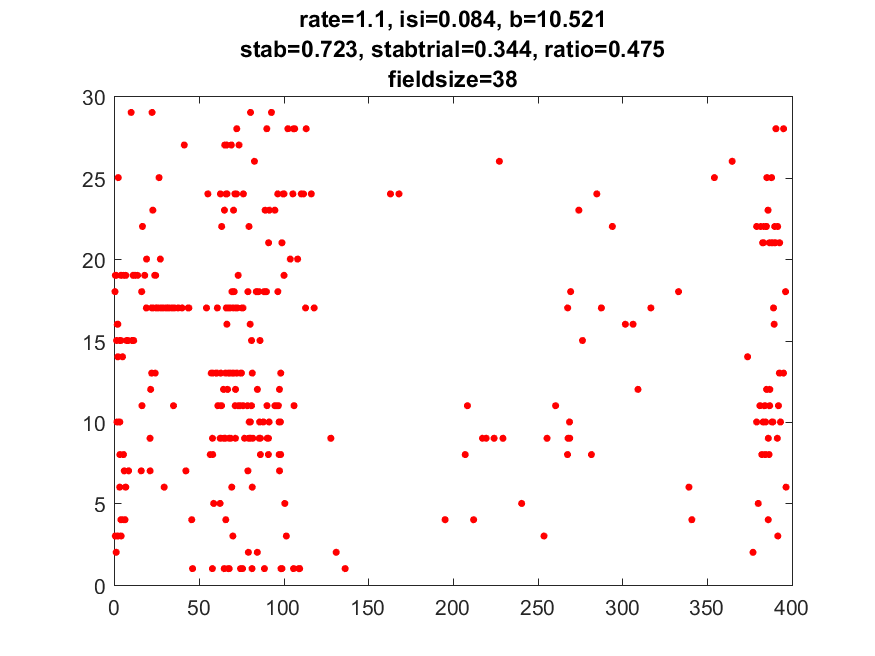 rate=1.1, isi=0.084, b=10.521
stab=0.723, stabtrial=0.344, ratio=0.475
fieldsize=38
30
25
20
15
10
5
0
0 50 100 150 200 250 300 350 400